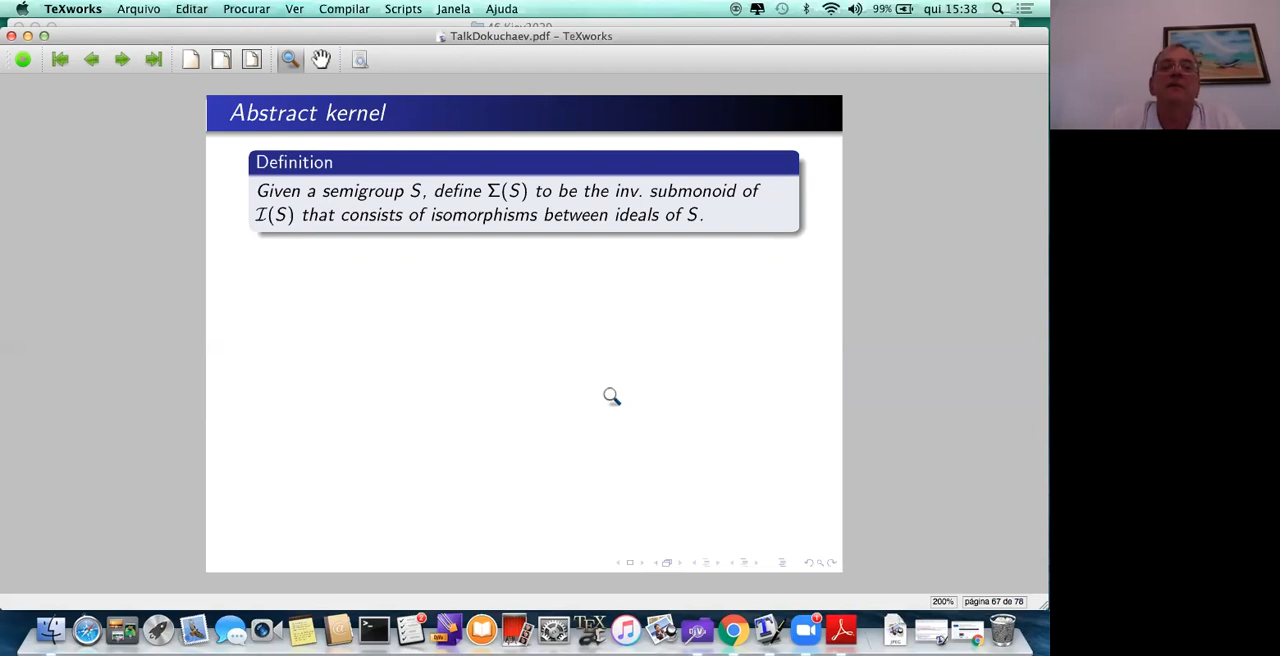 TeXworks Arquivo Editar Procurar Ver Compilar Scripts Janela Ajuda 99% qui 15:38
TalkDokuchaev.pdf – TeXworks
Abstract kernel
Definition
Given a semigroup S, define Σ(S) to be the inv. submonoid of
ℐ(S) that consists of isomorphisms between ideals of S.
200% página 67 de 78